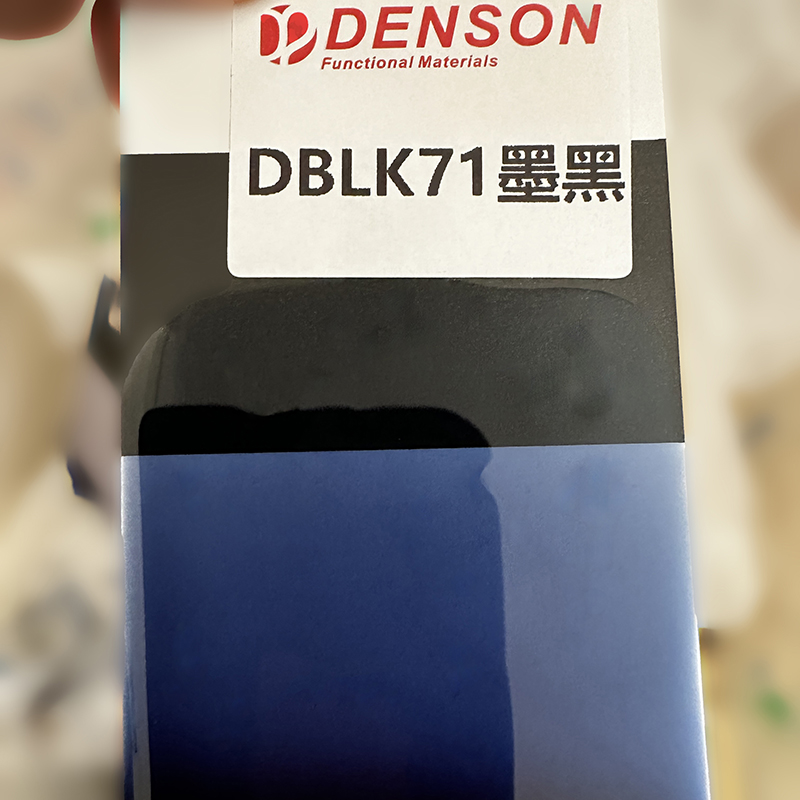 DENSON
Functional Materials
DBLK71墨黑